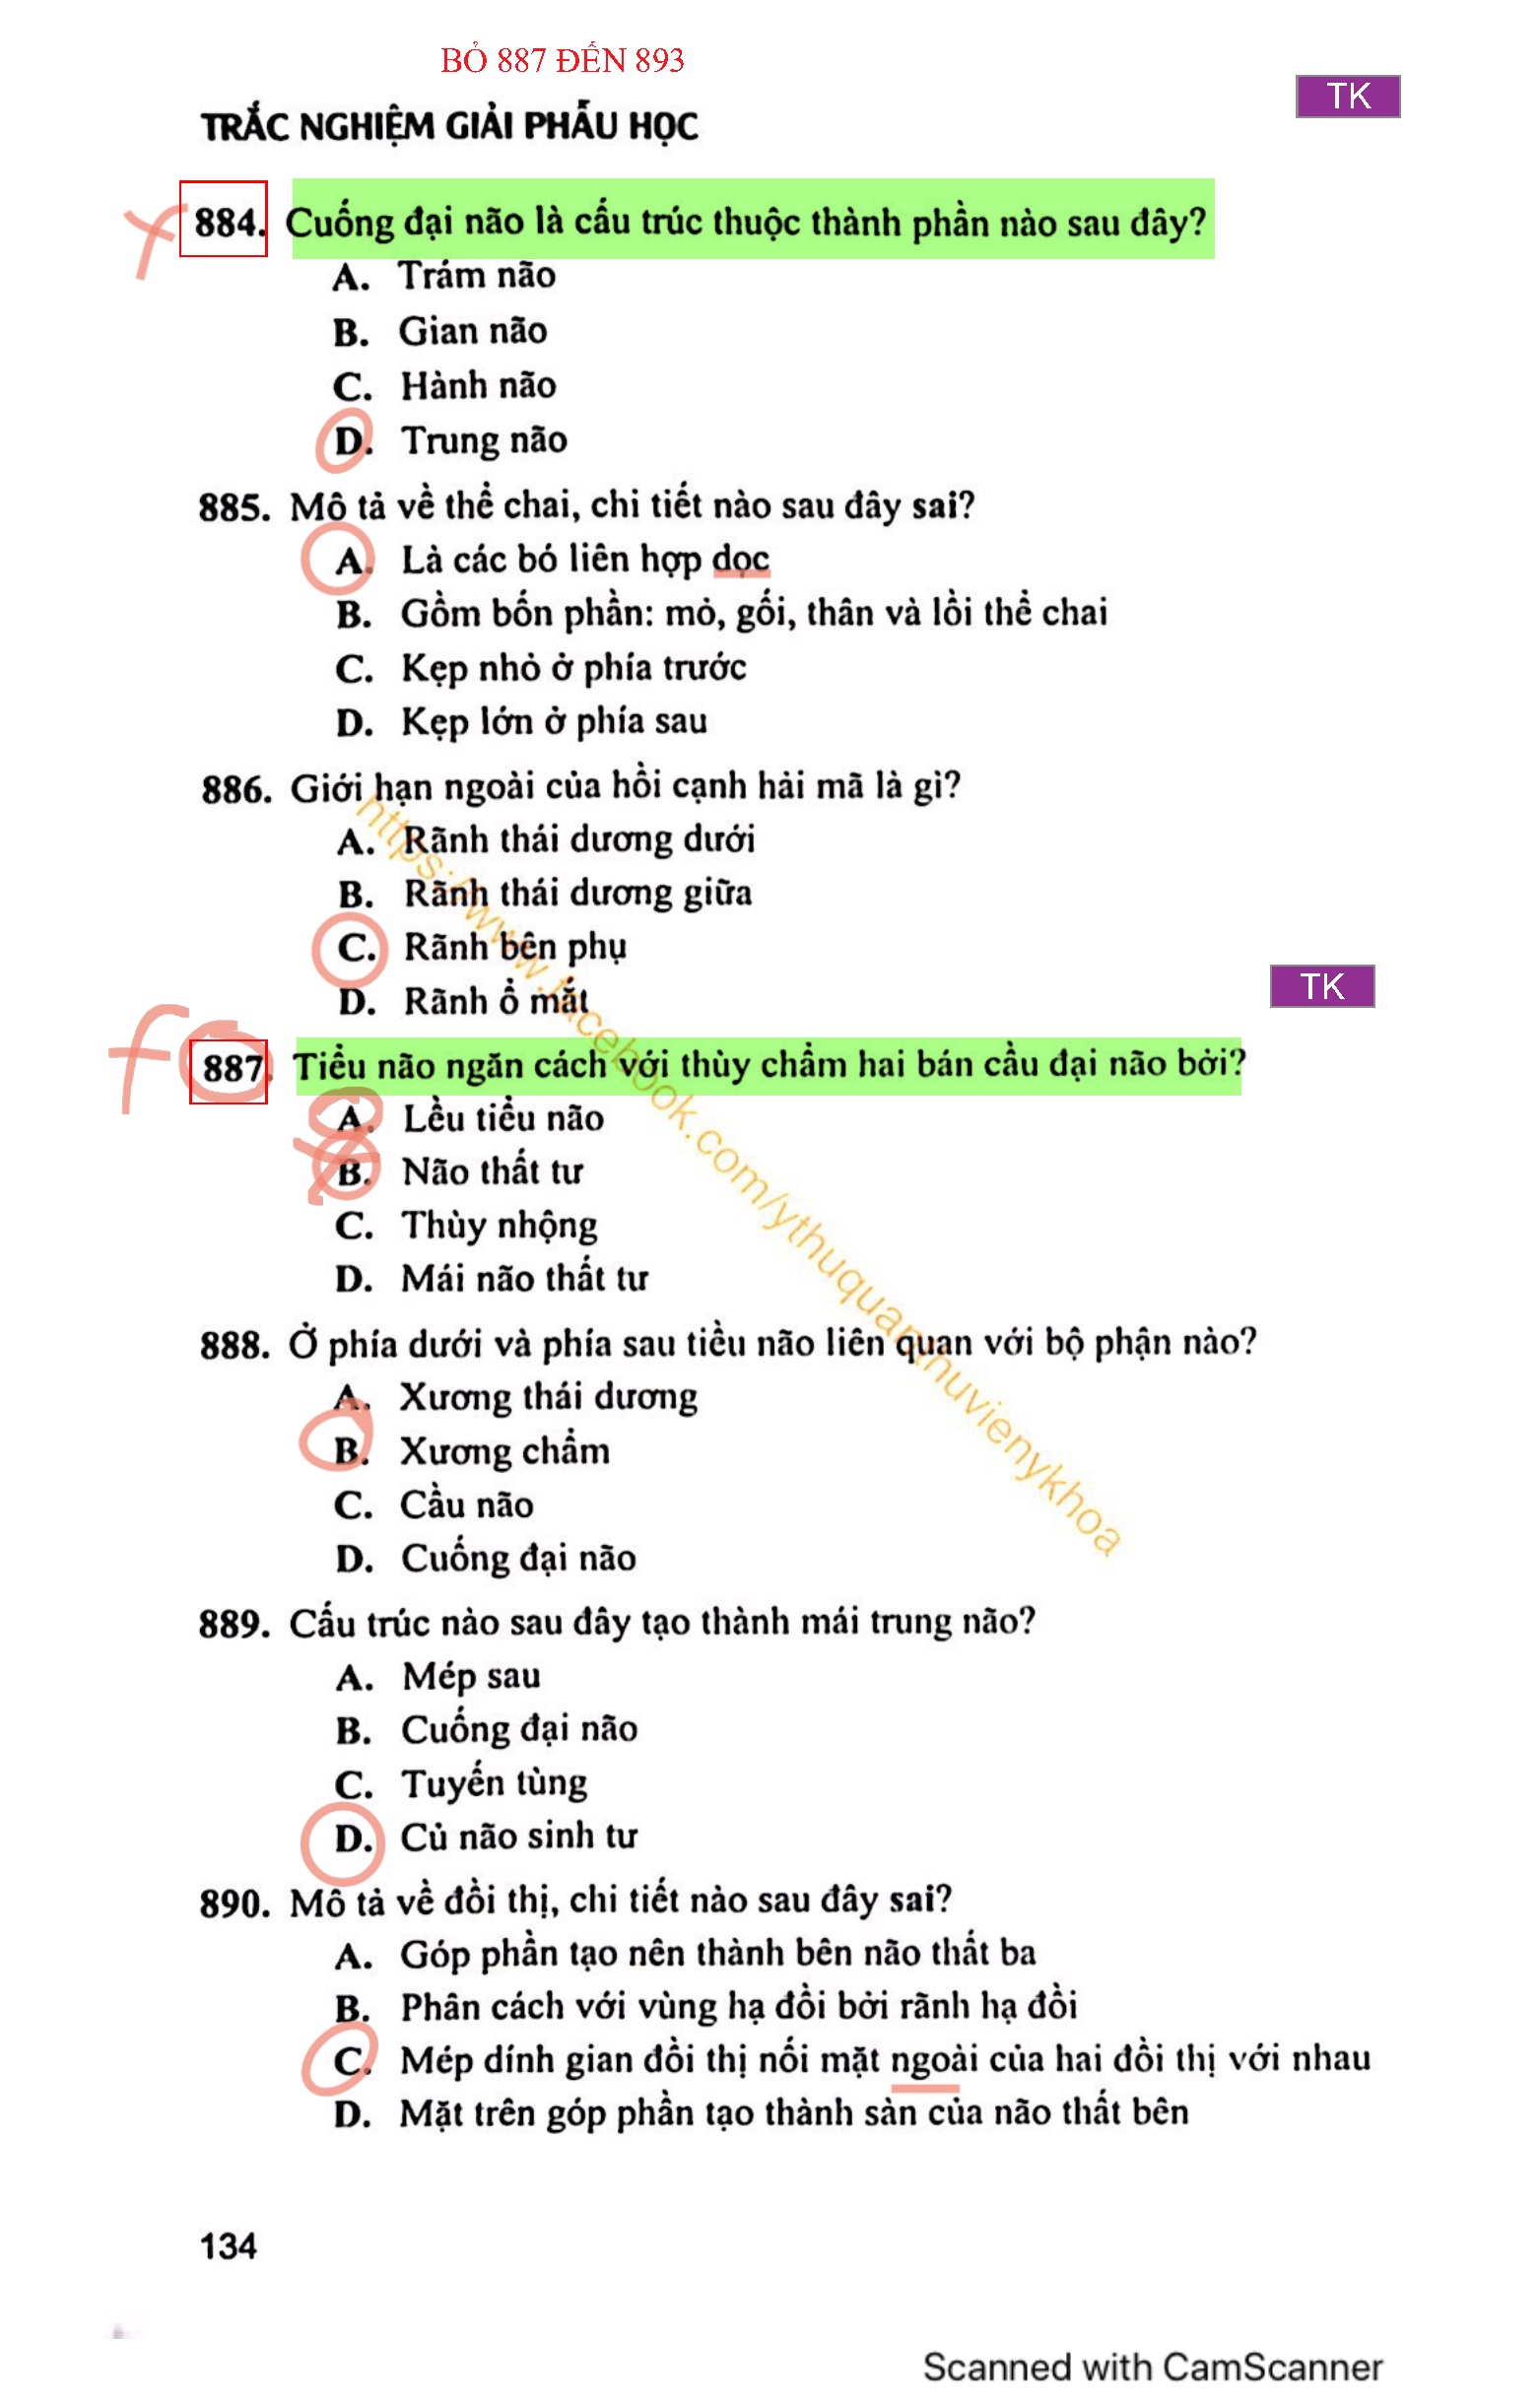 BỎ 887 ĐẾN 893
TK
TRẮC NGHIỆM GIẢI PHẪU HỌC
884. Cuống đại não là cấu trúc thuộc thành phần nào sau đây?
A. Trám não
B. Gian não
C. Hành não
D. Trung não
885. Mô tả về thể chai, chi tiết nào sau đây sai?
A. Là các bó liên hợp dọc
B. Gồm bốn phần: mỏ, gối, thân và lồi thể chai
C. Kẹp nhỏ ở phía trước
D. Kẹp lớn ở phía sau
886. Giới hạn ngoài của hồi cạnh hải mã là gì?
A. Rãnh thái dương dưới
B. Rãnh thái dương giữa
C. Rãnh bên phụ
D. Rãnh ổ mắt
TK
887. Tiểu não ngăn cách với thùy chẩm hai bán cầu đại não bởi?
A. Lều tiểu não
B. Não thất tư
C. Thùy nhộng
D. Mái não thất tư
888. Ở phía dưới và phía sau tiểu não liên quan với bộ phận nào?
A. Xương thái dương
B. Xương chẩm
C. Cầu não
D. Cuống đại não
889. Cấu trúc nào sau đây tạo thành mái trung não?
A. Mép sau
B. Cuống đại não
C. Tuyến tùng
D. Củ não sinh tư
890. Mô tả về đồi thị, chi tiết nào sau đây sai?
A. Góp phần tạo nên thành bên não thất ba
B. Phân cách với vùng hạ đồi bởi rãnh hạ đồi
C. Mép dính gian đồi thị nối mặt ngoài của hai đồi thị với nhau
D. Mặt trên góp phần tạo thành sàn của não thất bên
https://www.facebook.com/ythuquanthuvienykhoa
134
Scanned with CamScanner